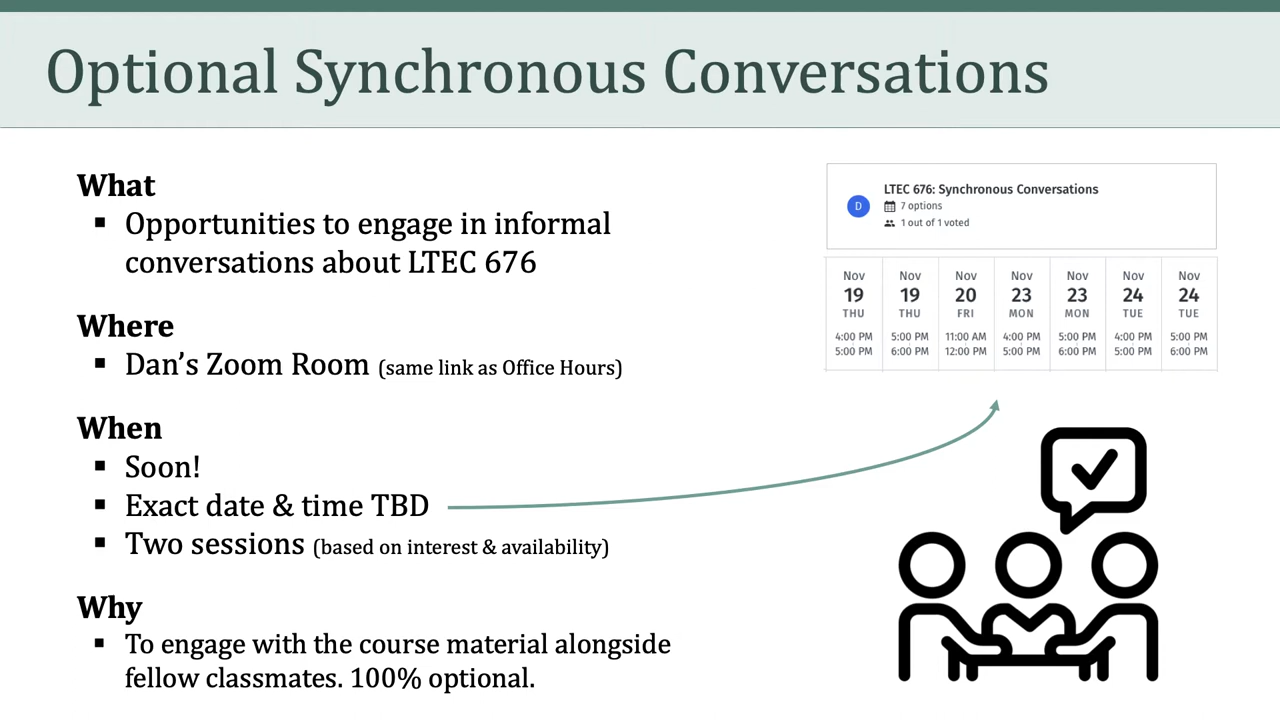 Optional Synchronous Conversations
What
▪ Opportunities to engage in informal
conversations about LTEC 676
Where
▪ Dan’s Zoom Room (same link as Office Hours)
When
▪ Soon!
▪ Exact date & time TBD
▪ Two sessions (based on interest & availability)
Why
▪ To engage with the course material alongside
fellow classmates. 100% optional.
LTEC 676: Synchronous Conversations
D
7 options
1 out of 1 voted
Nov Nov Nov Nov Nov Nov Nov
19 19 20 23 23 24 24
THU THU FRI MON MON TUE TUE
4:00 PM 5:00 PM 11:00 AM 4:00 PM 5:00 PM 4:00 PM 5:00 PM
5:00 PM 6:00 PM 12:00 PM 5:00 PM 6:00 PM 5:00 PM 6:00 PM